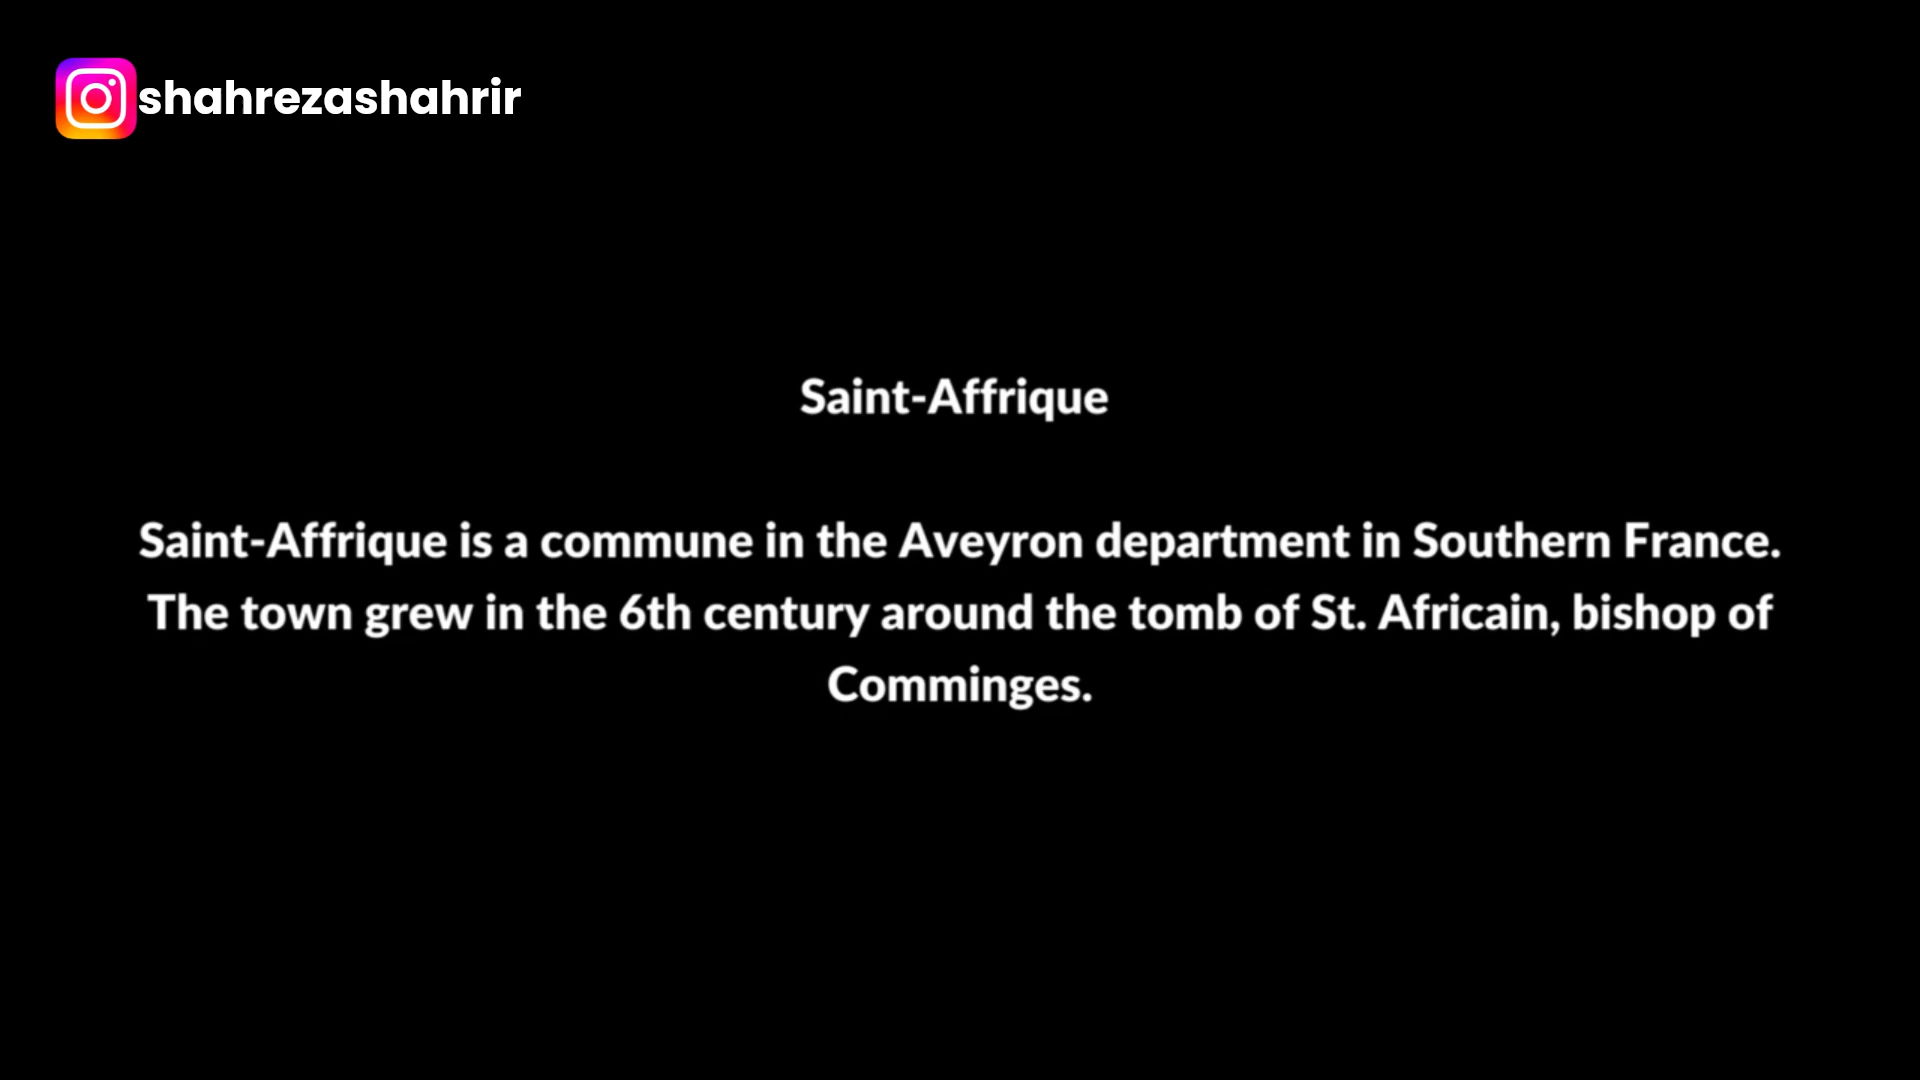 shahrezashahrir
Saint-Affrique
Saint-Affrique is a commune in the Aveyron department in Southern France.
The town grew in the 6th century around the tomb of St. Africain, bishop of
Comminges.